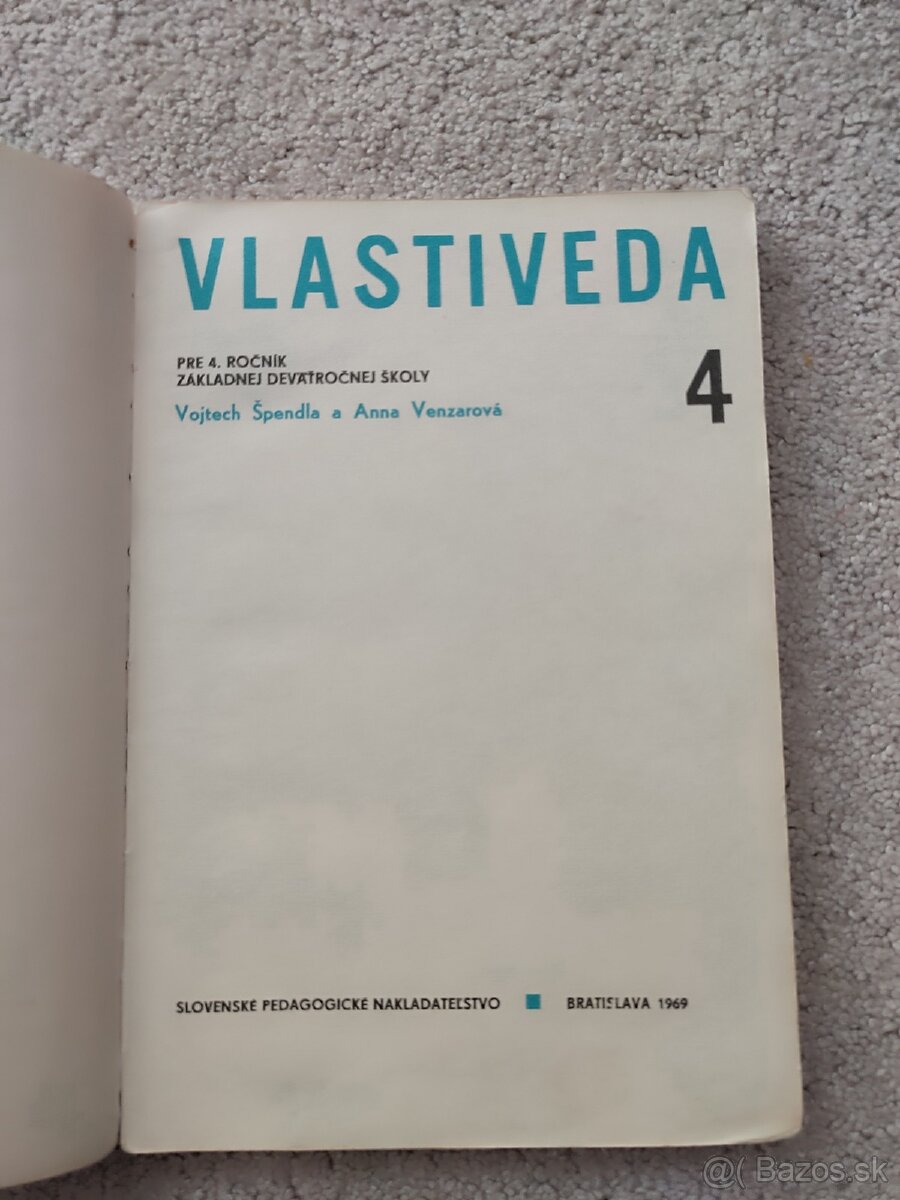 VLASTIVEDA
PRE 4. ROČNÍK
ZÁKLADNEJ DEVÄŤROČNEJ ŠKOLY
4
Vojtech Špendla a Anna Venzarová
SLOVENSKÉ PEDAGOGICKÉ NAKLADATEĽSTVO ■ BRATISLAVA 1969
@( Bazos.sk